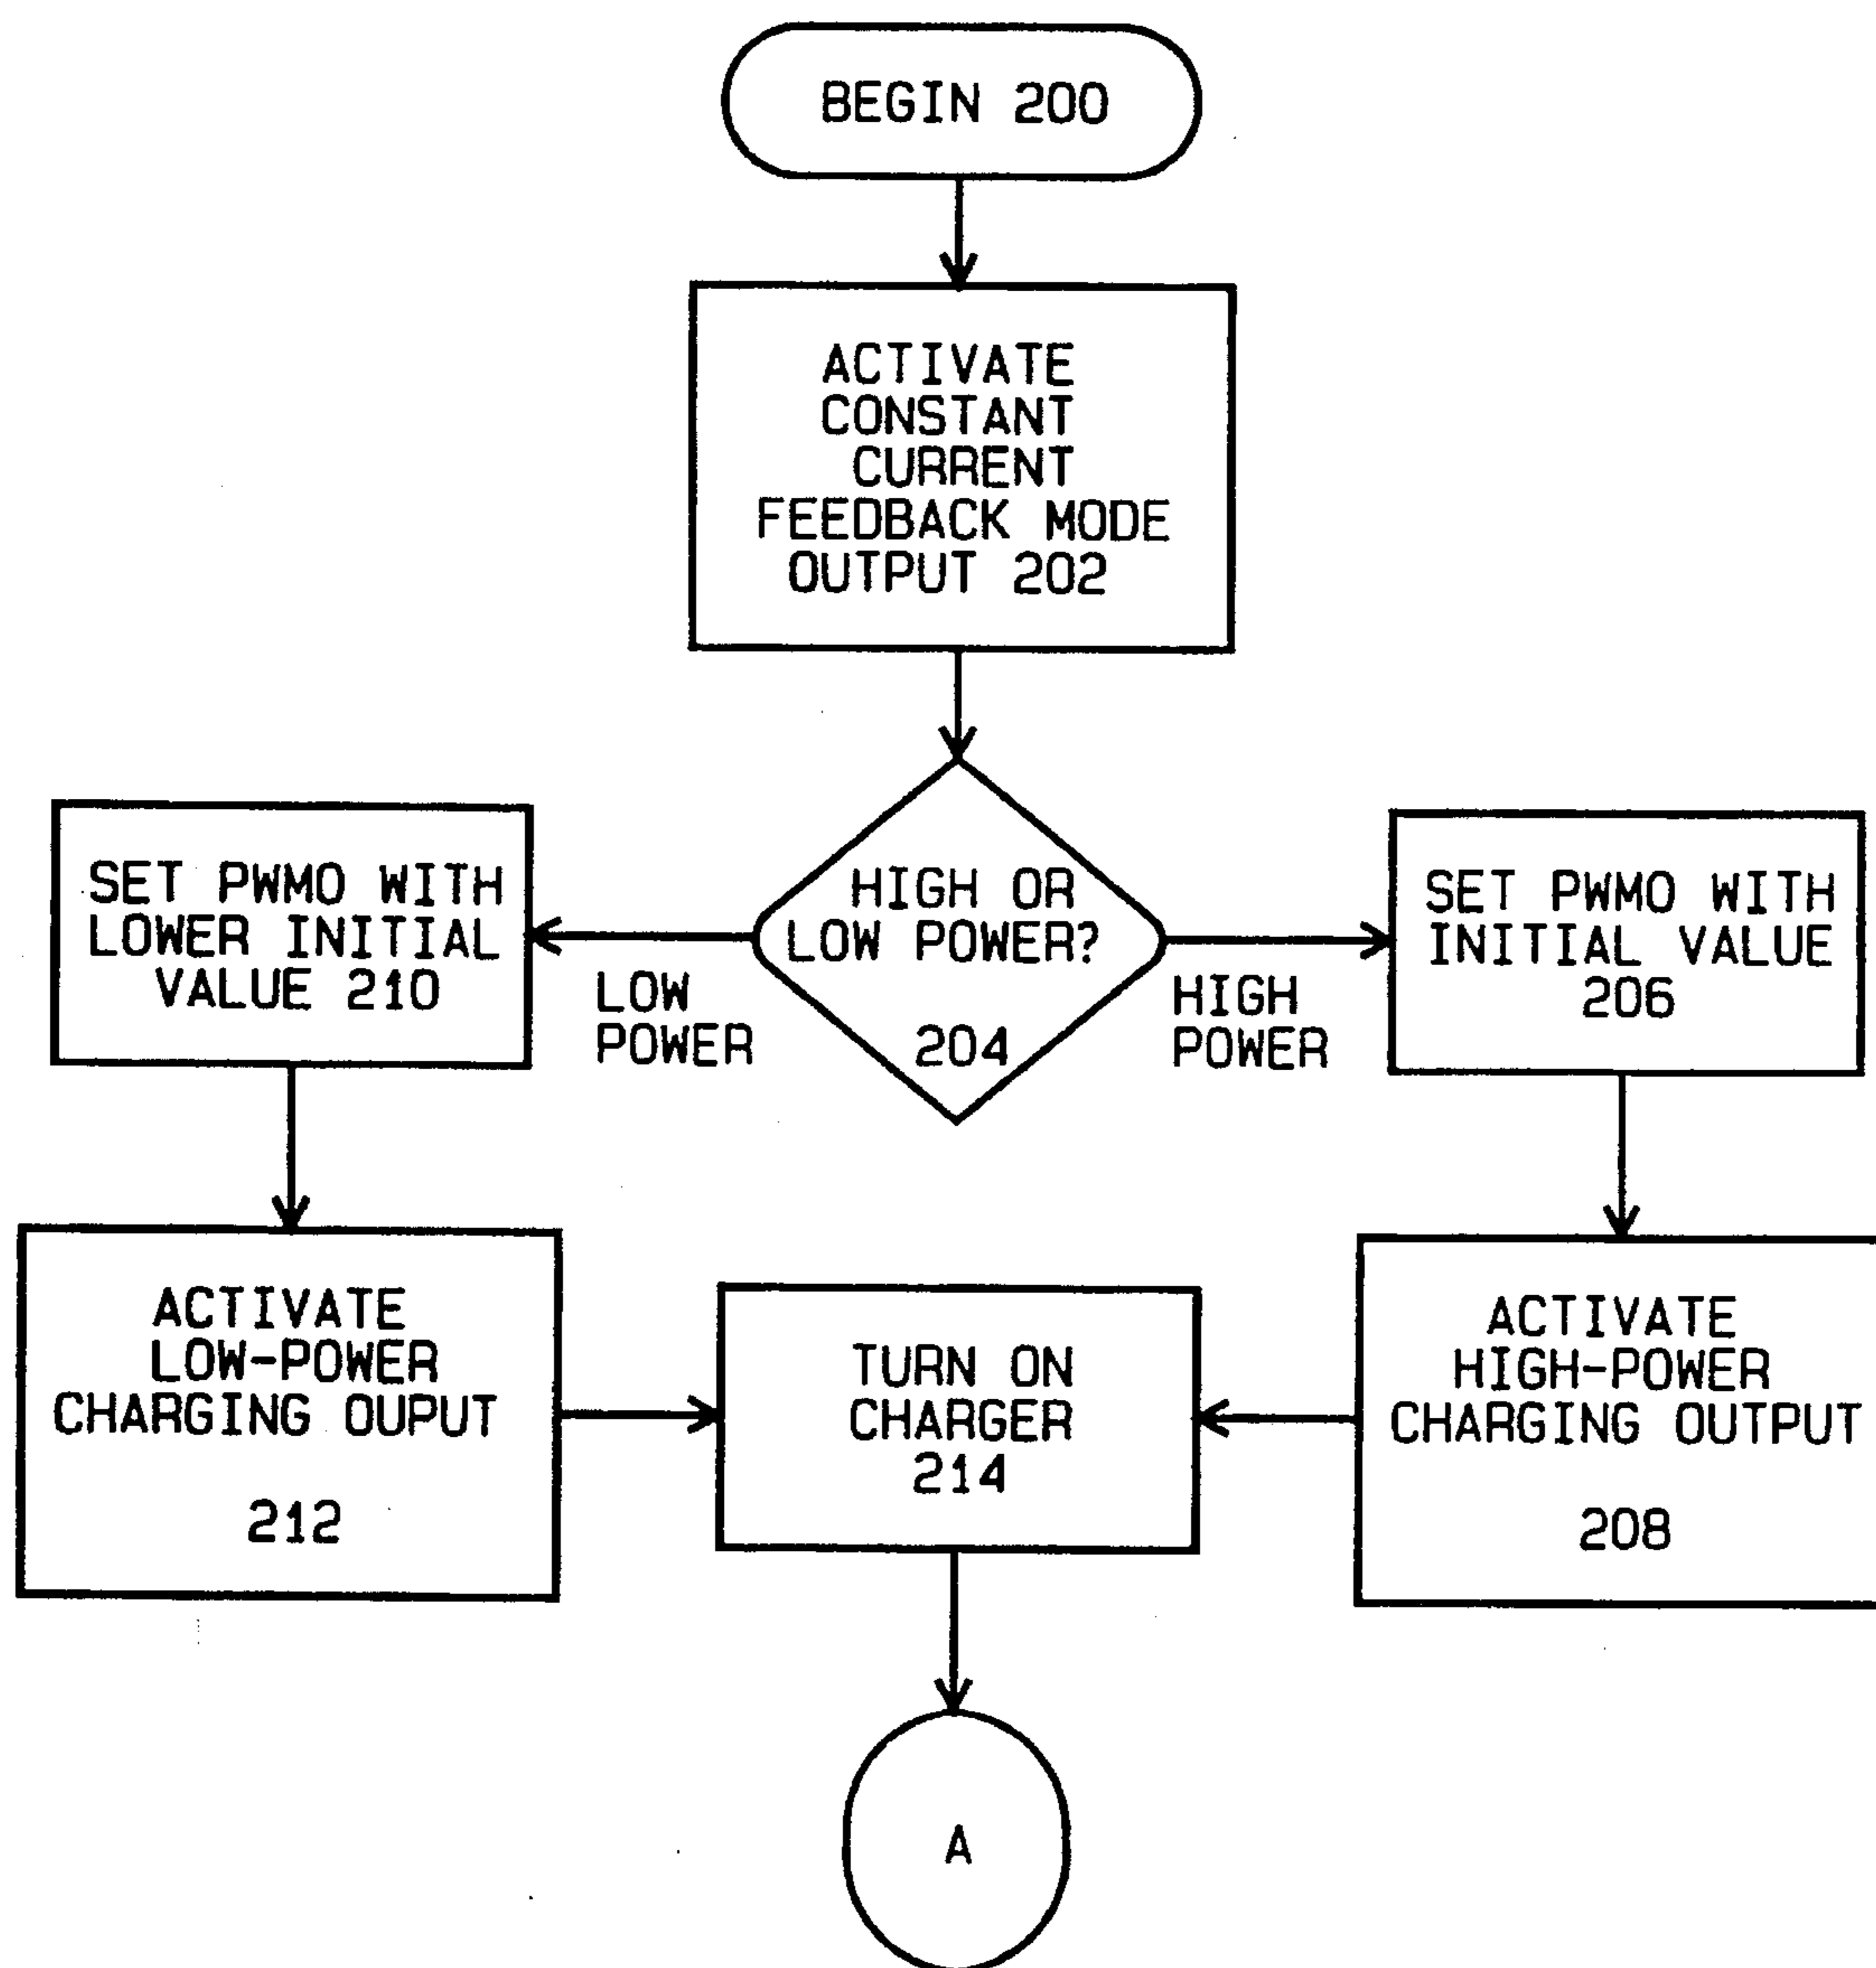 BEGIN 200
ACTIVATE
CONSTANT
CURRENT
FEEDBACK MODE
OUTPUT 202
HIGH OR
LOW POWER?
204
LOW
POWER
HIGH
POWER
SET PWMO WITH
LOWER INITIAL
VALUE 210
SET PWMO WITH
INITIAL VALUE
206
ACTIVATE
LOW-POWER
CHARGING OUPUT
212
TURN ON
CHARGER
214
ACTIVATE
HIGH-POWER
CHARGING OUTPUT
208
A